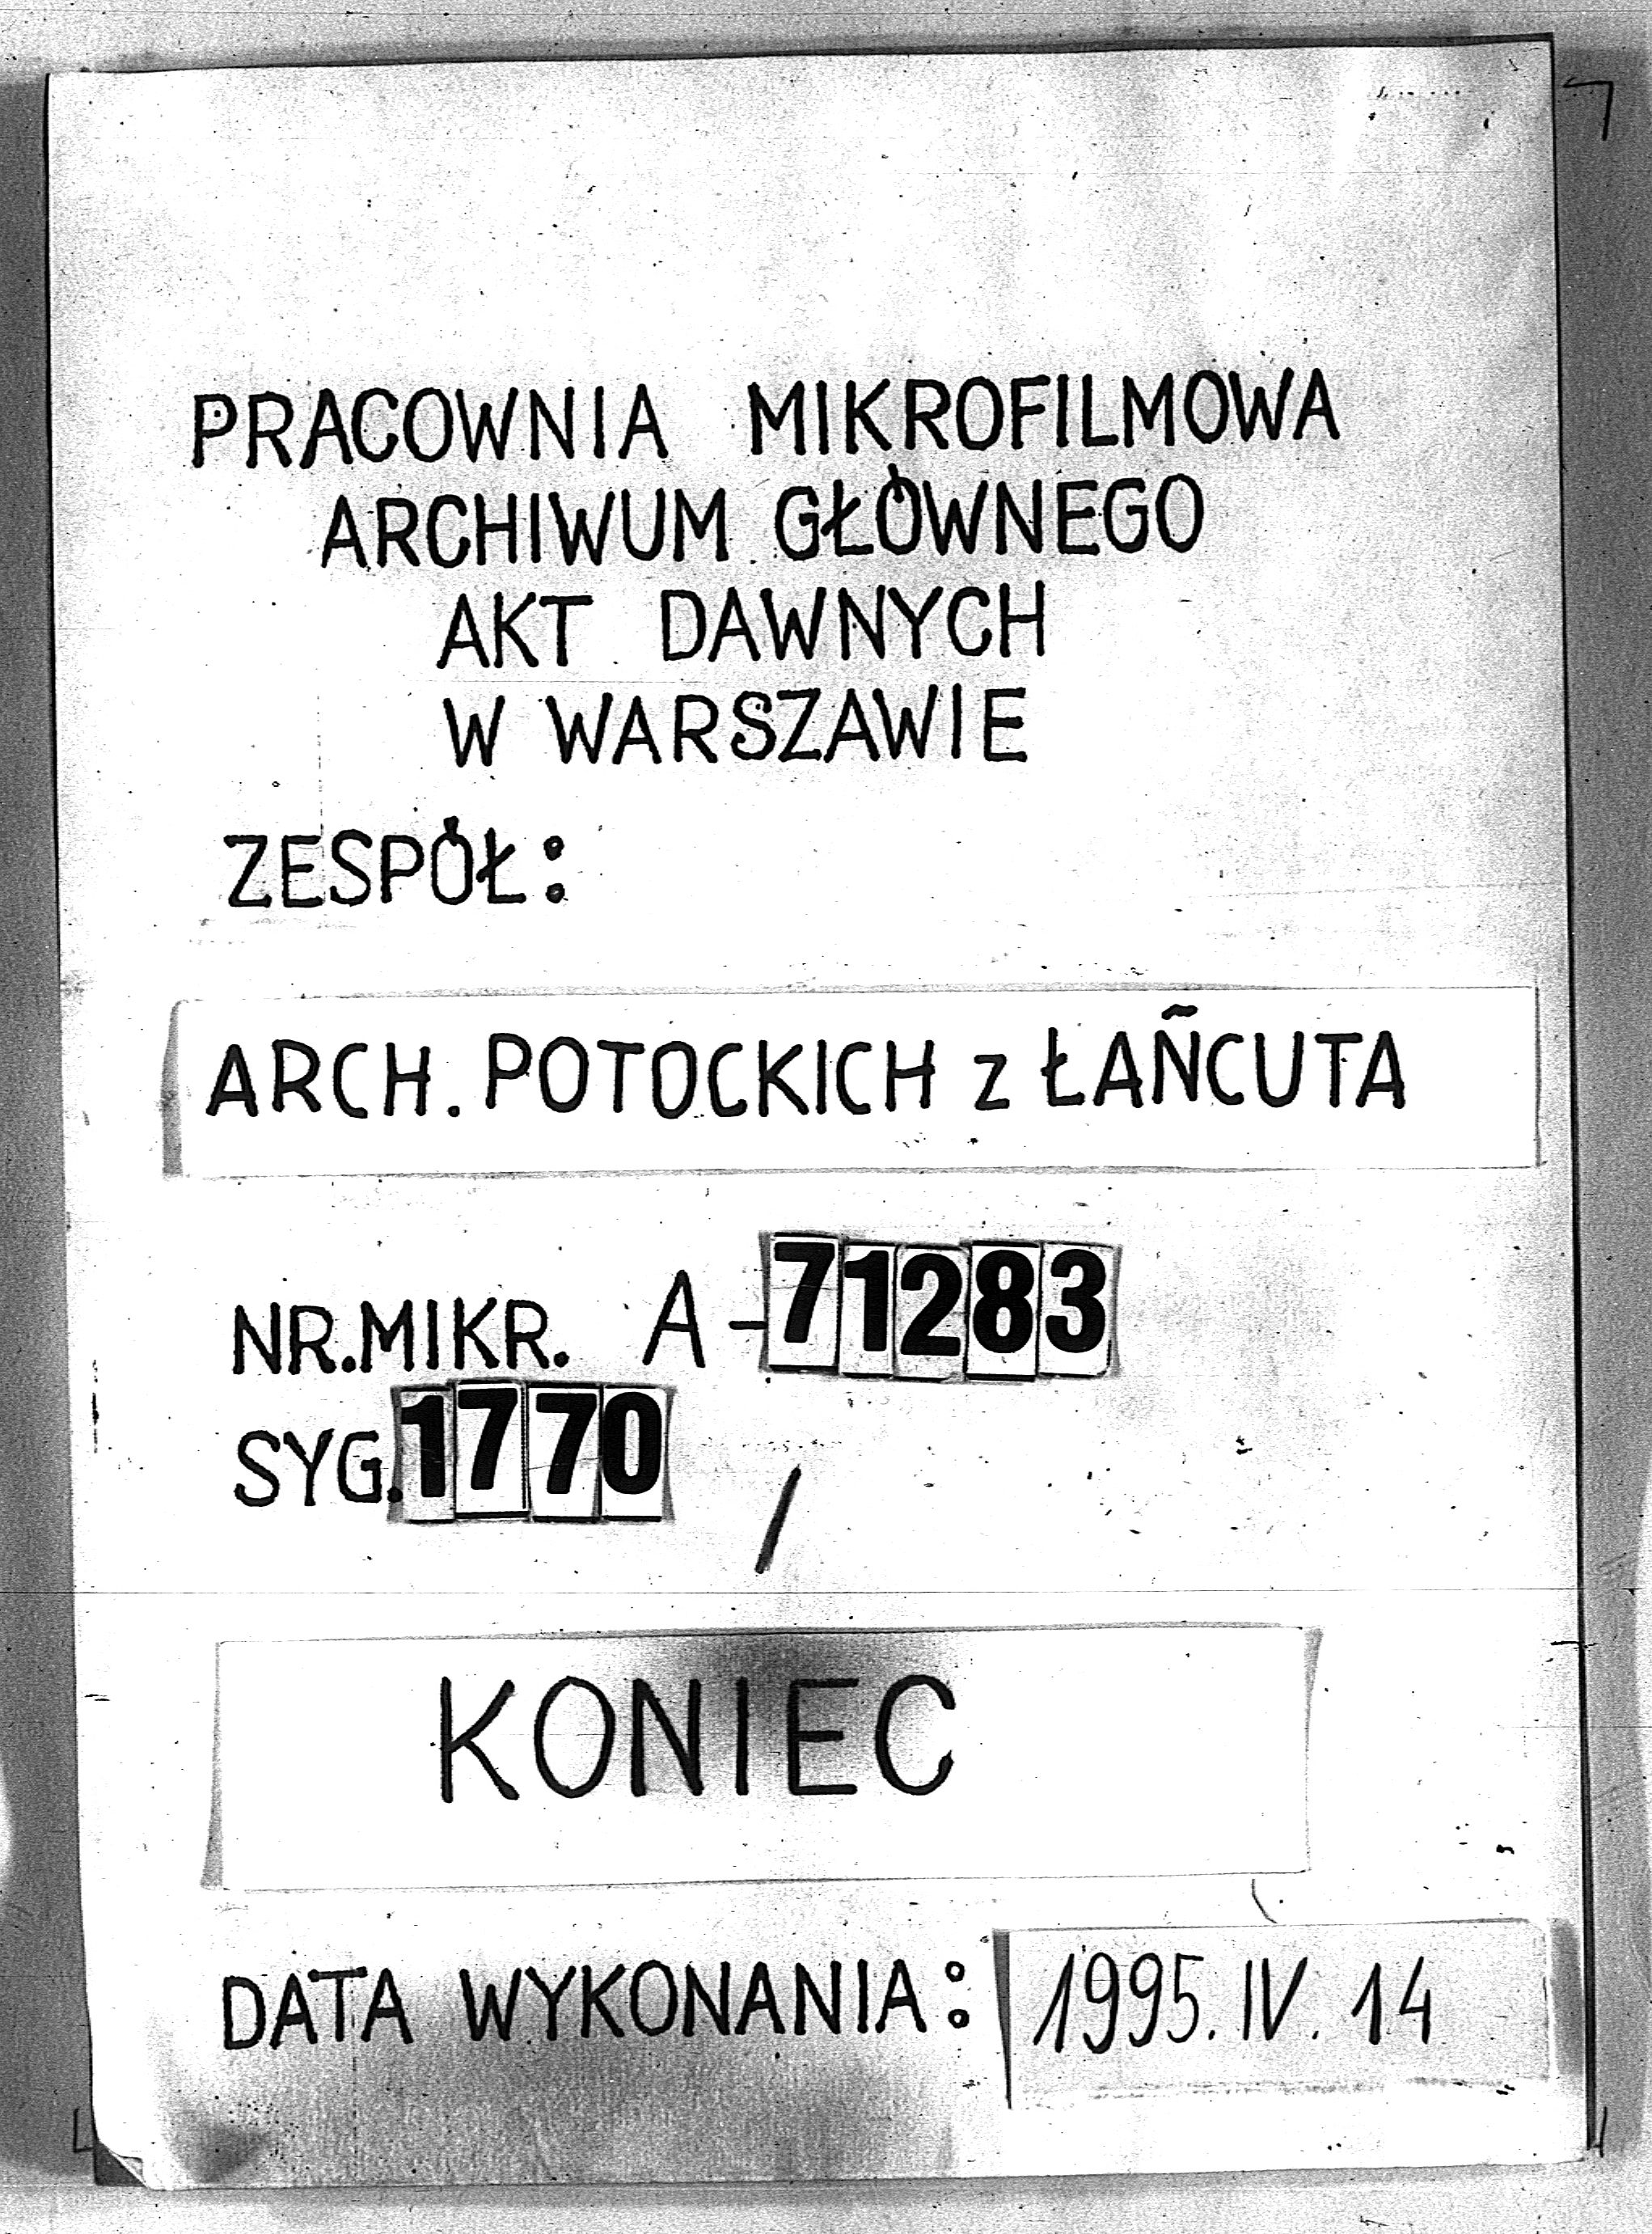 PRACOWNIA MIKROFILMOWA
ARCHIWUM GŁÓWNEGO
AKT DAWNYCH
W WARSZAWIE
ZESPÓŁ:
ARCH. POTOCKICH z ŁAÑCUTA
NR.MIKR. A-71283
SYG.1770 /
KONIEC
DATA WYKONANIA: 1995.IV.14